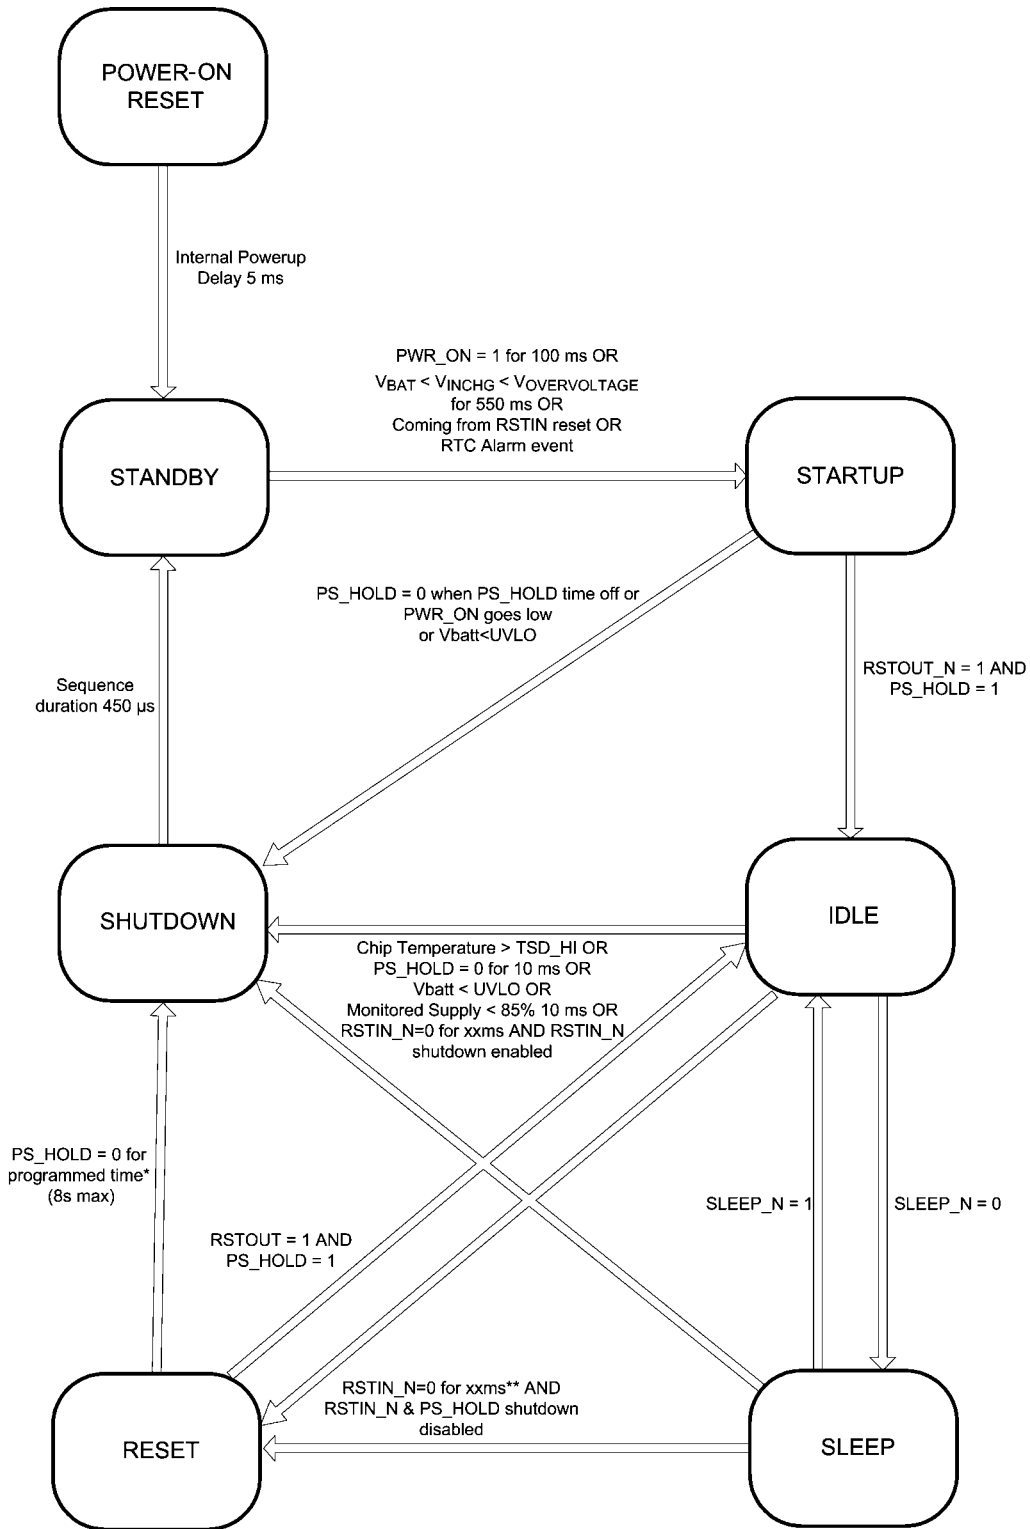 POWER-ON
RESET
Internal Powerup
Delay 5 ms
PWR_ON = 1 for 100 ms OR
VBAT < VINCHG < VOVERVOLTAGE
for 550 ms OR
Coming from RSTIN reset OR
RTC Alarm event
STANDBY
STARTUP
PS_HOLD = 0 when PS_HOLD time off or
PWR_ON goes low
or Vbatt<UVLO
Sequence
duration 450 µs
RSTOUT_N = 1 AND
PS_HOLD = 1
SHUTDOWN
IDLE
Chip Temperature > TSD_HI OR
PS_HOLD = 0 for 10 ms OR
Vbatt < UVLO OR
Monitored Supply < 85% 10 ms OR
RSTIN_N=0 for xxms AND RSTIN_N
shutdown enabled
PS_HOLD = 0 for
programmed time*
(8s max)
RSTOUT = 1 AND
PS_HOLD = 1
SLEEP_N = 1
SLEEP_N = 0
RSTIN_N=0 for xxms** AND
RSTIN_N & PS_HOLD shutdown
disabled
RESET
SLEEP